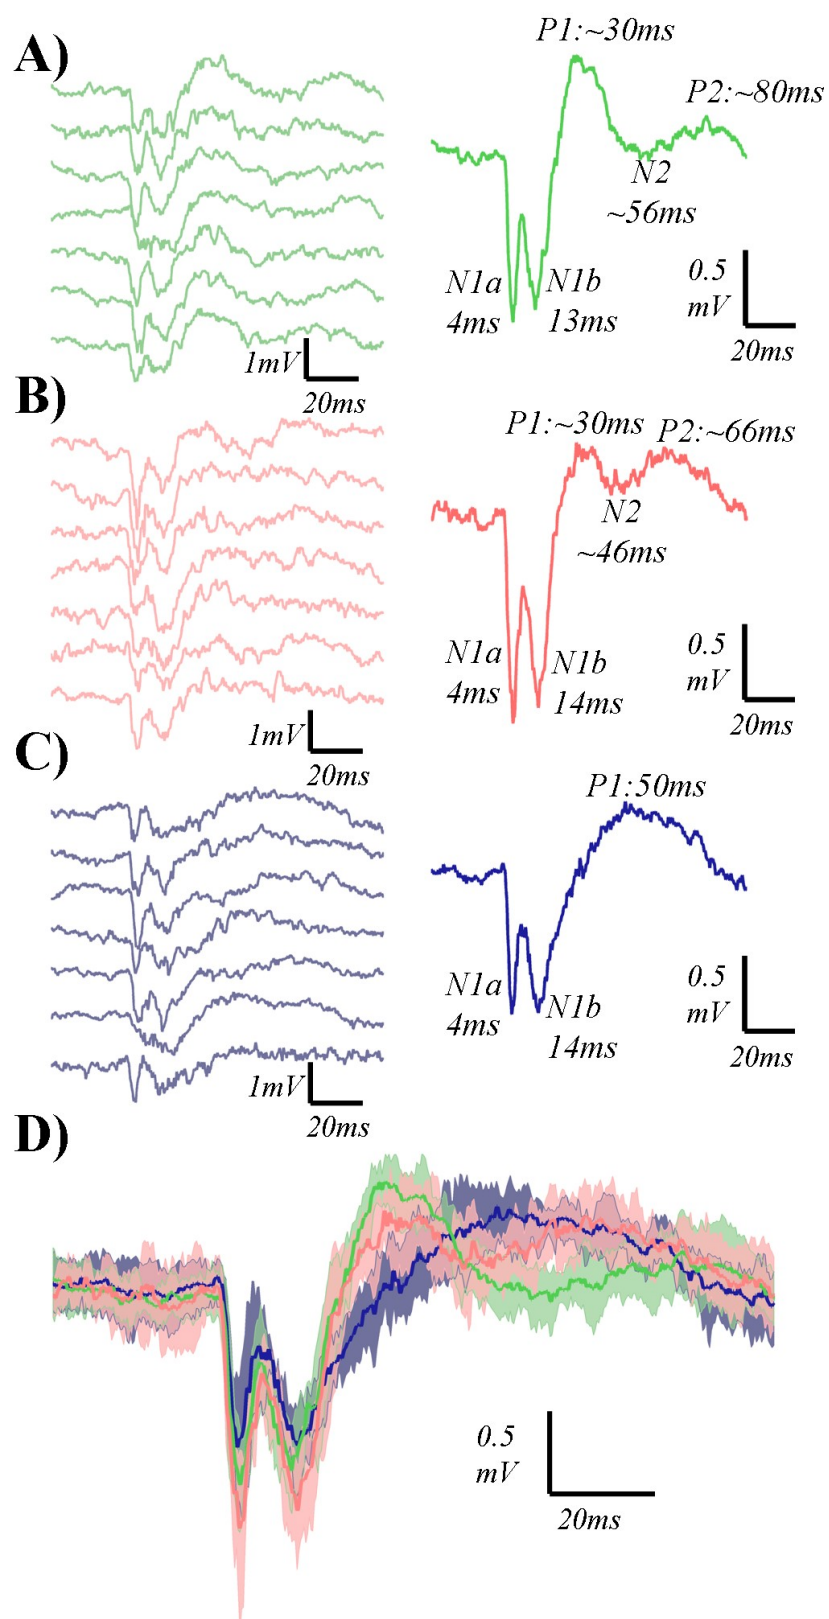 A)
P1:~30ms
P2:~80ms
N2
~56ms
N1a
4ms
N1b
13ms
0.5
mV
20ms
1mV
20ms
B)
P1:~30ms
P2:~66ms
N2
~46ms
N1a
4ms
N1b
14ms
0.5
mV
20ms
1mV
20ms
C)
P1:50ms
N1a
4ms
N1b
14ms
0.5
mV
20ms
1mV
20ms
D)
0.5
mV
20ms